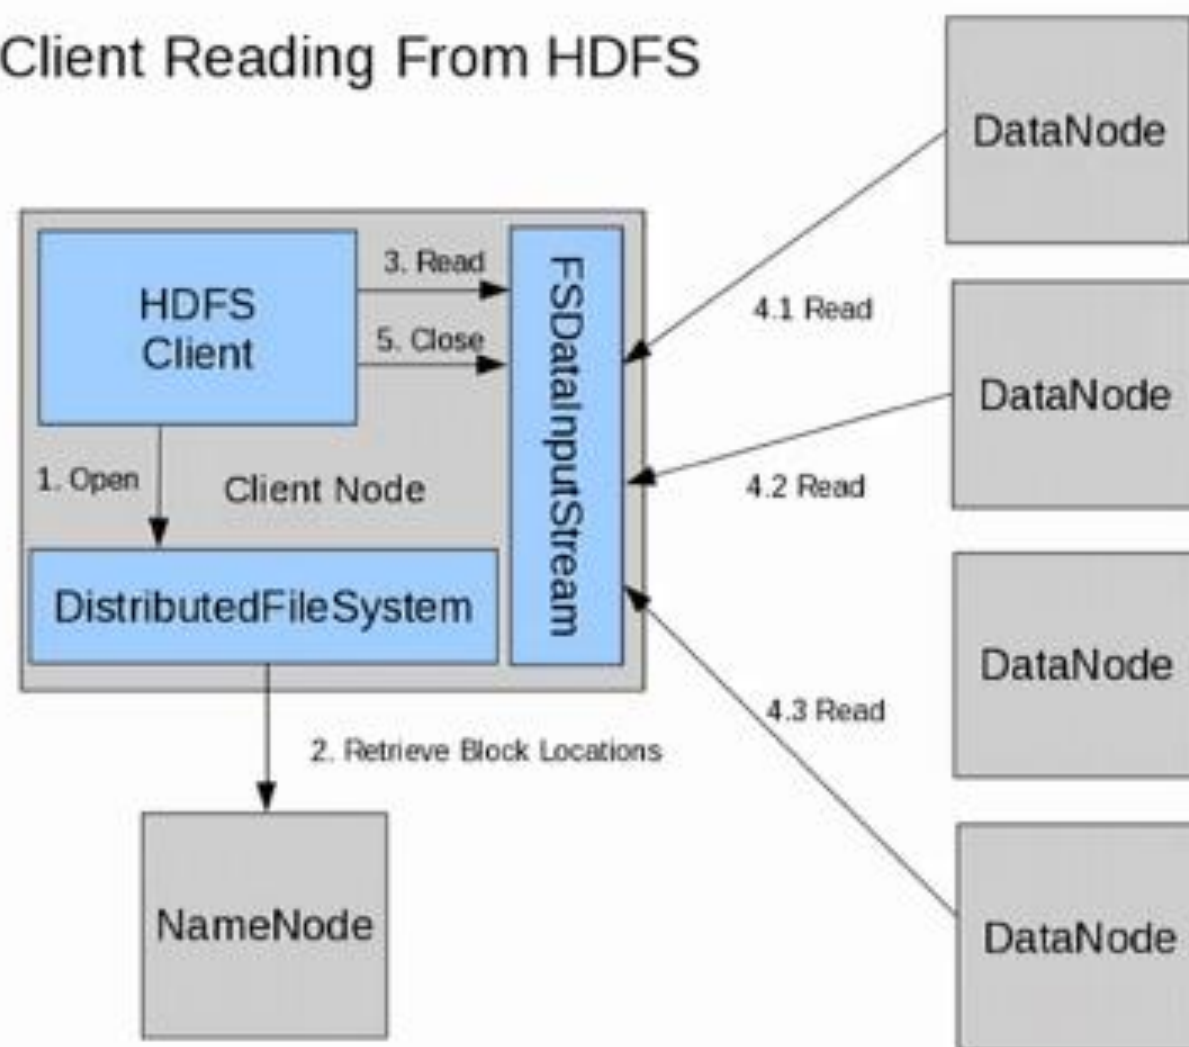 Client Reading From HDFS
DataNode
HDFS
Client
3. Read
5. Close
FSDataInputStream
4.1 Read
DataNode
1. Open
Client Node
4.2 Read
DistributedFileSystem
DataNode
4.3 Read
2. Retrieve Block Locations
NameNode
DataNode